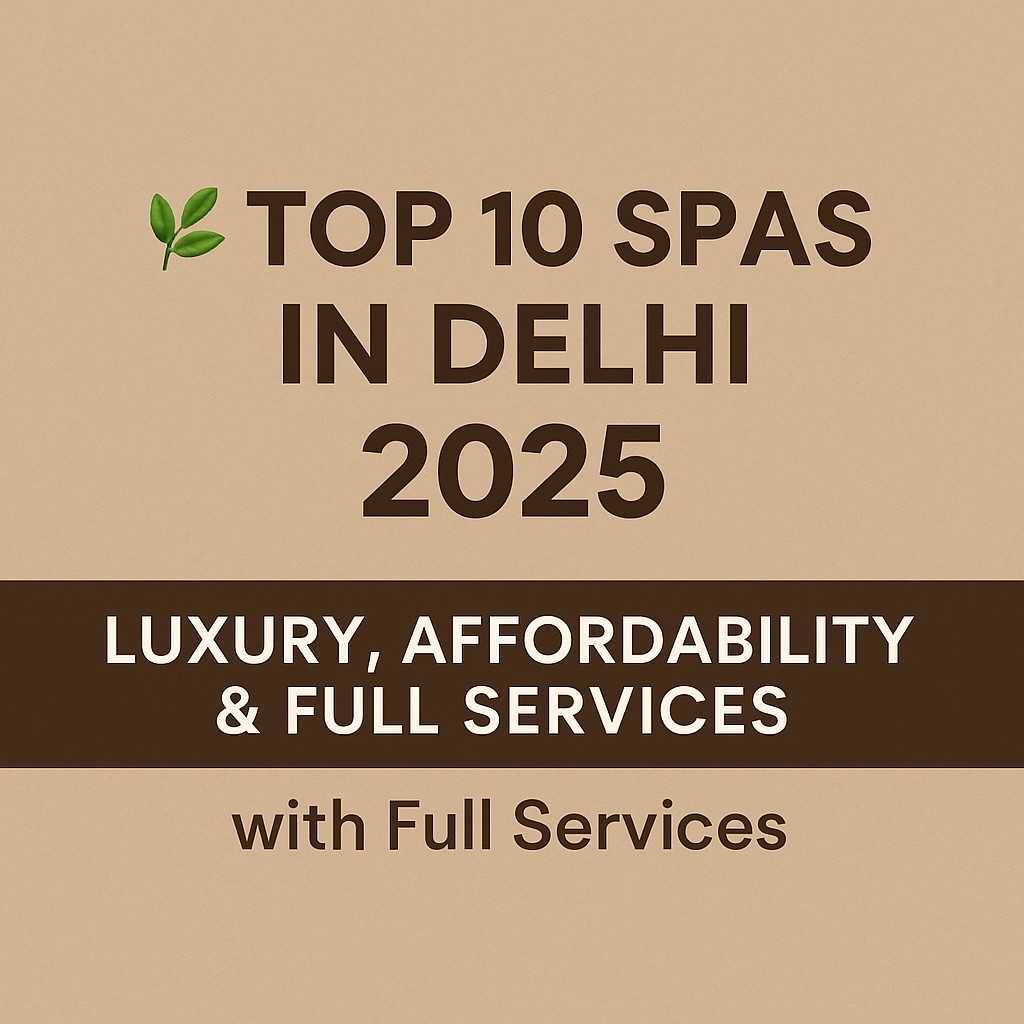 🌿 TOP 10 SPAS
IN DELHI
2025
LUXURY, AFFORDABILITY
& FULL SERVICES
with Full Services